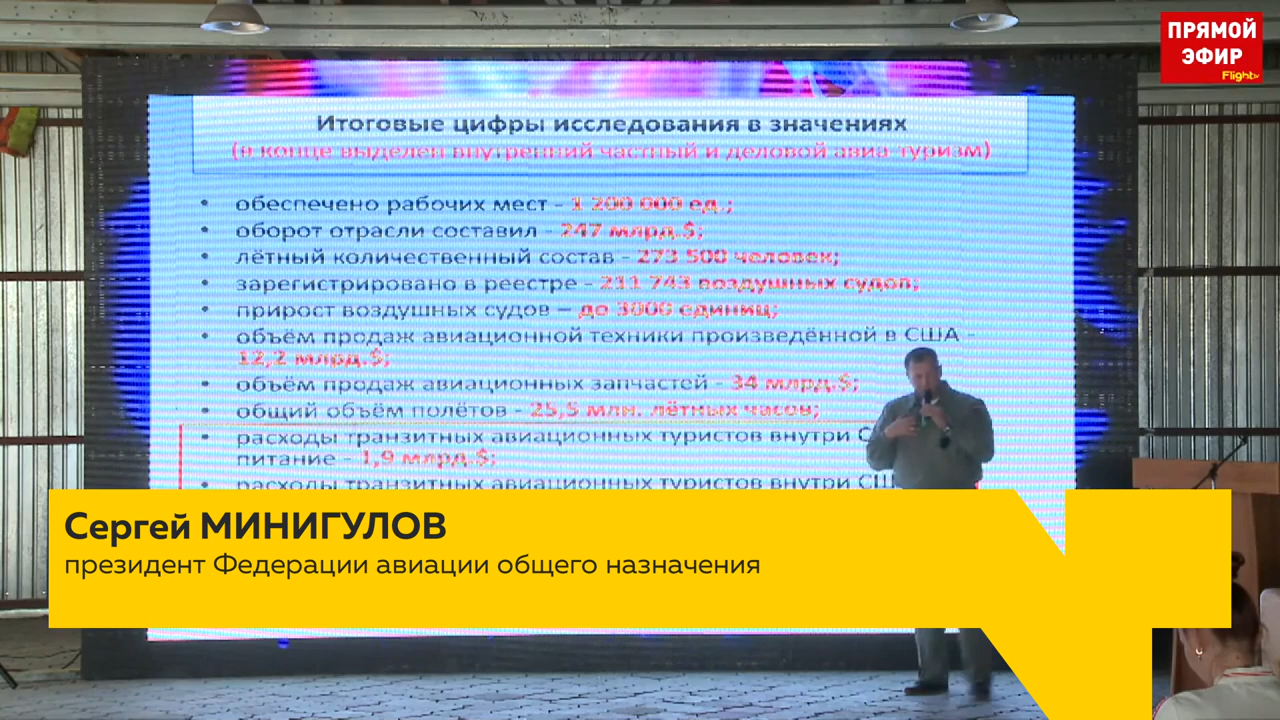 ПРЯМОЙ
ЭФИР
Flighttv
Итоговые цифры исследования в значениях
(в конце выделен внутренний частный и деловой авиа туризм)
• обеспечено рабочих мест - 1 200 000 ед.;
• оборот отрасли составил - 247 млрд.$;
• лётный количественный состав - 273 500 человек;
• зарегистрировано в реестре - 211 743 воздушных судов;
• прирост воздушных судов – до 3000 единиц;
• объём продаж авиационной техники произведённой в США -
12,2 млрд.$;
• объём продаж авиационных запчастей - 34 млрд.$;
• общий объём полётов - 25,5 млн. лётных часов;
• расходы транзитных авиационных туристов внутри
питание - 1,9 млрд.$;
• расходы транзитных авиационных туристов внутри США
Сергей МИНИГУЛОВ
президент Федерации авиации общего назначения